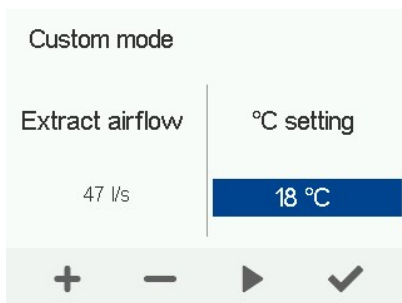 Custom mode
Extract airflow
°C setting
47 l/s
18 °C